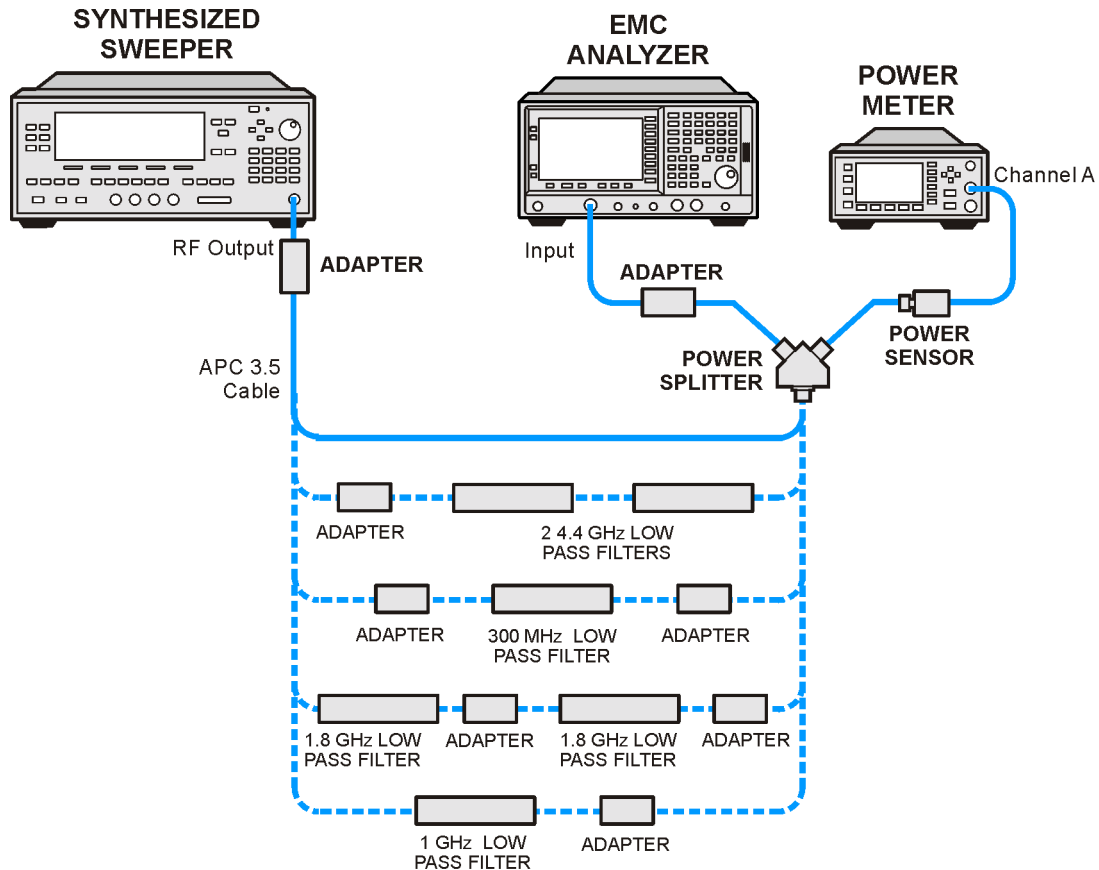 SYNTHESIZED
SWEEPER
EMC
ANALYZER
POWER
METER
Channel A
RF Output
ADAPTER
Input
ADAPTER
POWER
SENSOR
POWER
SPLITTER
APC 3.5
Cable
ADAPTER
2 4.4 GHz LOW
PASS FILTERS
ADAPTER
300 MHz LOW
PASS FILTER
ADAPTER
1.8 GHz LOW
PASS FILTER
ADAPTER
1.8 GHz LOW
PASS FILTER
ADAPTER
1 GHz LOW
PASS FILTER
ADAPTER